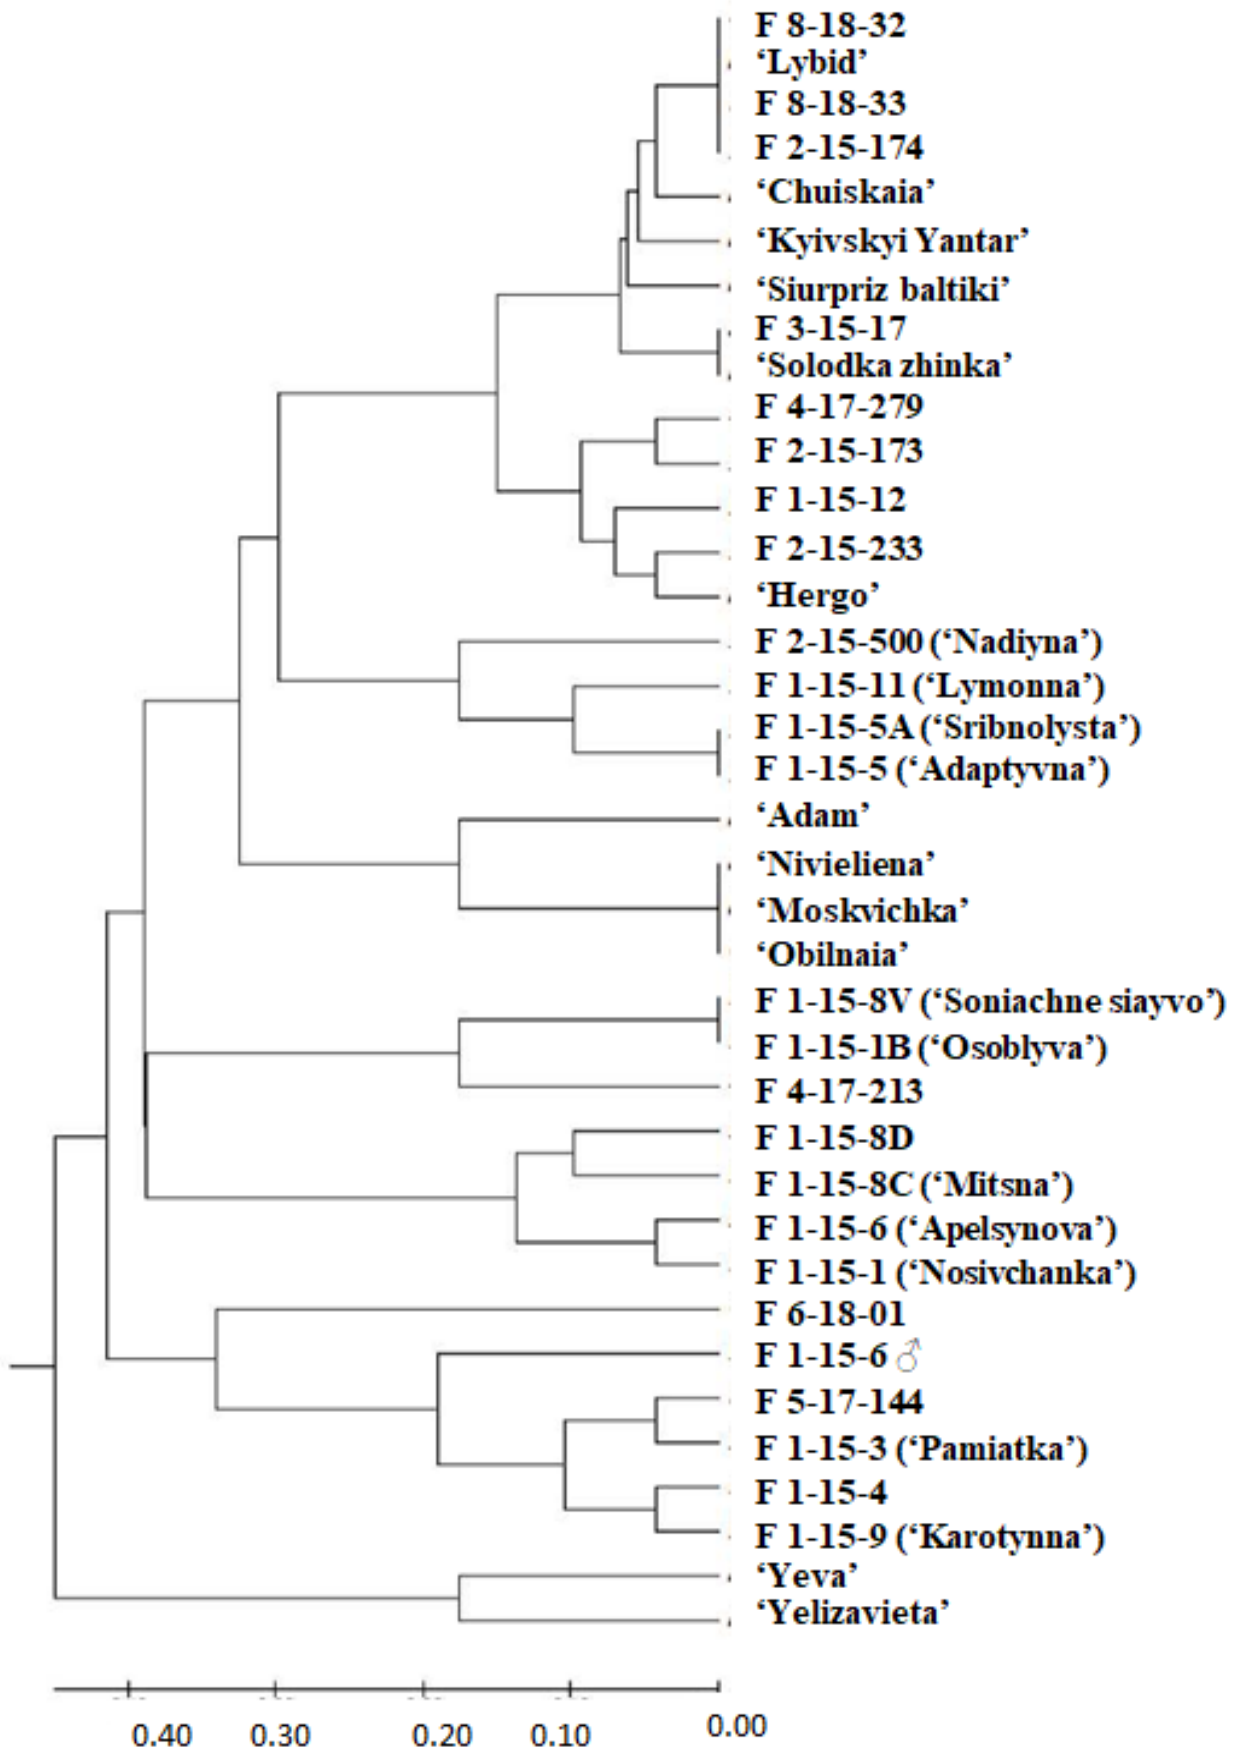 F 8-18-32
‘Lybid’
F 8-18-33
F 2-15-174
‘Chuiskaia’
‘Kyivskyi Yantar’
‘Siurpriz baltiki’
F 3-15-17
‘Solodka zhinka’
F 4-17-279
F 2-15-173
F 1-15-12
F 2-15-233
‘Hergo’
F 2-15-500 (‘Nadiyna’)
F 1-15-11 (‘Lymonna’)
F 1-15-5A (‘Sribnolysta’)
F 1-15-5 (‘Adaptyvna’)
‘Adam’
‘Nivieliena’
‘Moskvichka’
‘Obilnaia’
F 1-15-8V (‘Soniachne siayvo’)
F 1-15-1B (‘Osoblyva’)
F 4-17-213
F 1-15-8D
F 1-15-8C (‘Mitsna’)
F 1-15-6 (‘Apelsynova’)
F 1-15-1 (‘Nosivchanka’)
F 6-18-01
F 1-15-6 ♂
F 5-17-144
F 1-15-3 (‘Pamiatka’)
F 1-15-4
F 1-15-9 (‘Karotynna’)
‘Yeva’
‘Yelizavieta’
0.40 0.30 0.20 0.10 0.00